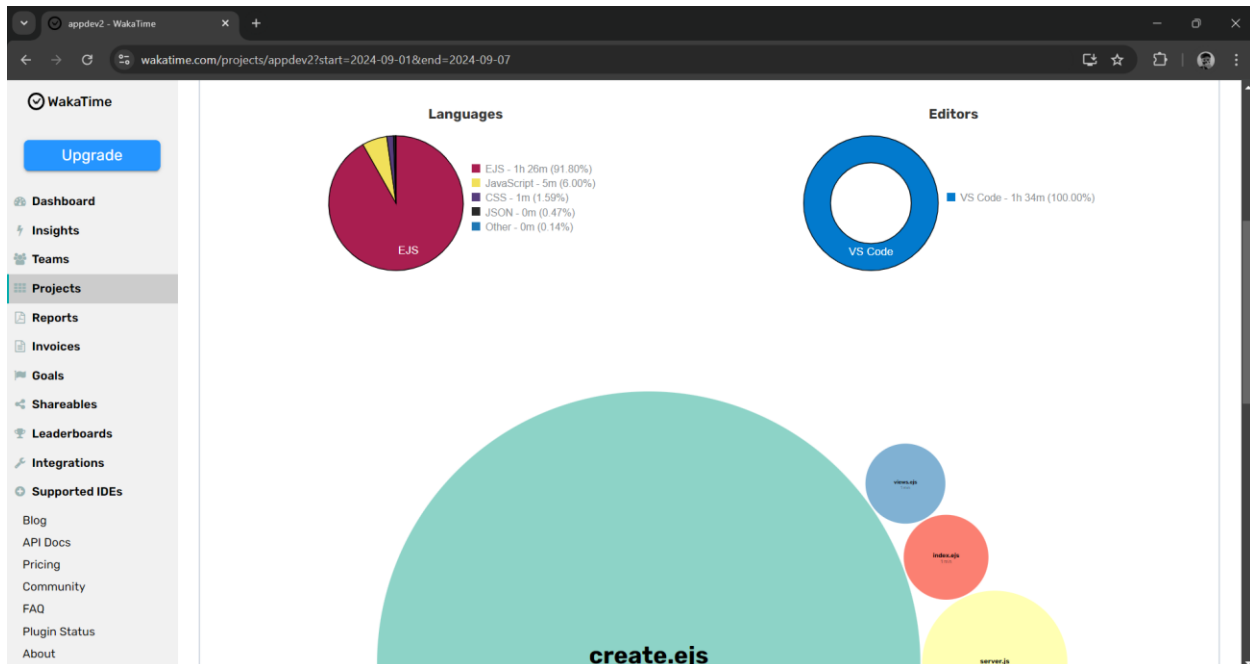 appdev2 - WakaTime
wakatime.com/projects/appdev2?start=2024-09-01&end=2024-09-07
WakaTime
Upgrade
Dashboard
Insights
Teams
Projects
Reports
Invoices
Goals
Shareables
Leaderboards
Integrations
Supported IDEs
Blog
API Docs
Pricing
Community
FAQ
Plugin Status
About
Languages
EJS - 1h 26m (91.80%)
JavaScript - 5m (6.00%)
CSS - 1m (1.59%)
JSON - 0m (0.47%)
Other - 0m (0.14%)
EJS
Editors
VS Code - 1h 34m (100.00%)
VS Code
views.ejs
index.ejs
create.ejs
server.js